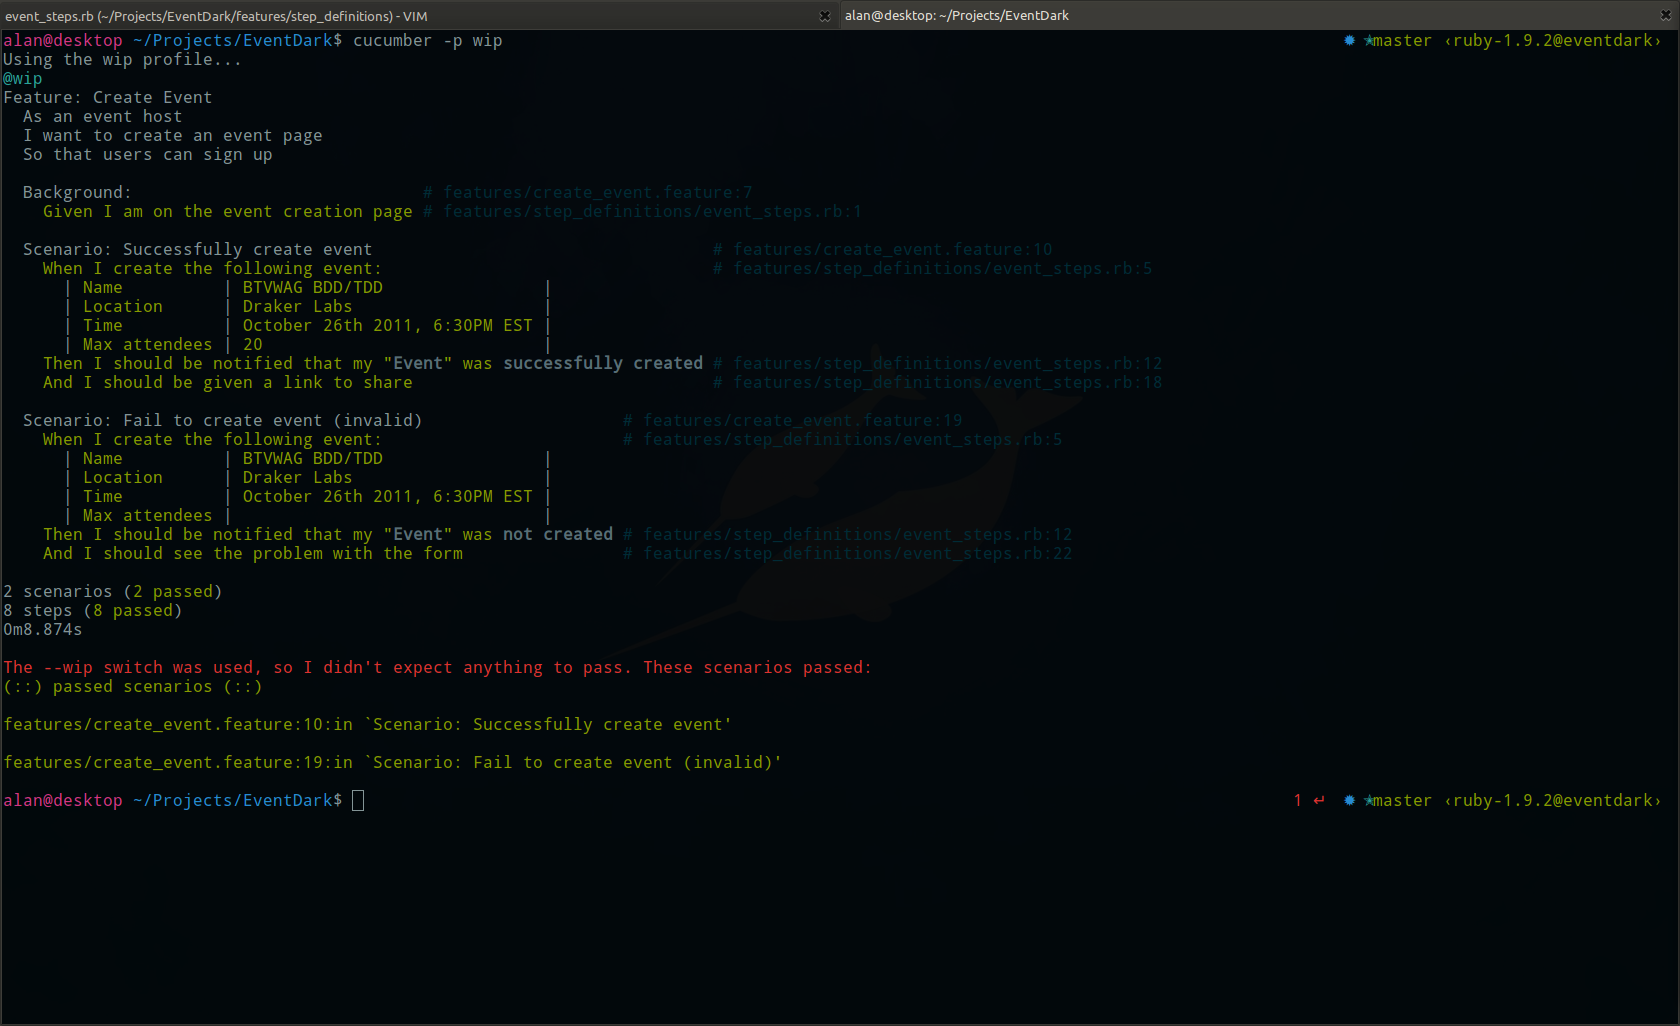 event_steps.rb (~/Projects/EventDark/features/step_definitions) - VIM
alan@desktop: ~/Projects/EventDark
alan@desktop ~/Projects/EventDark$ cucumber -p wip ✹ ✭master ‹ruby-1.9.2@eventdark›
Using the wip profile...
@wip
Feature: Create Event
  As an event host
  I want to create an event page
  So that users can sign up
  Background: # features/create_event.feature:7
    Given I am on the event creation page # features/step_definitions/event_steps.rb:1
  Scenario: Successfully create event # features/create_event.feature:10
    When I create the following event: # features/step_definitions/event_steps.rb:5
      | Name          | BTVWAG BDD/TDD                |
      | Location      | Draker Labs                   |
      | Time          | October 26th 2011, 6:30PM EST |
      | Max attendees | 20                            |
    Then I should be notified that my "Event" was successfully created # features/step_definitions/event_steps.rb:12
    And I should be given a link to share # features/step_definitions/event_steps.rb:18
  Scenario: Fail to create event (invalid) # features/create_event.feature:19
    When I create the following event: # features/step_definitions/event_steps.rb:5
      | Name          | BTVWAG BDD/TDD                |
      | Location      | Draker Labs                   |
      | Time          | October 26th 2011, 6:30PM EST |
      | Max attendees |                               |
    Then I should be notified that my "Event" was not created # features/step_definitions/event_steps.rb:12
    And I should see the problem with the form # features/step_definitions/event_steps.rb:22
2 scenarios (2 passed)
8 steps (8 passed)
0m8.874s
The --wip switch was used, so I didn't expect anything to pass. These scenarios passed:
(::) passed scenarios (::)
features/create_event.feature:10:in `Scenario: Successfully create event'
features/create_event.feature:19:in `Scenario: Fail to create event (invalid)'
alan@desktop ~/Projects/EventDark$ 1 ↵ ✹ ✭master ‹ruby-1.9.2@eventdark›